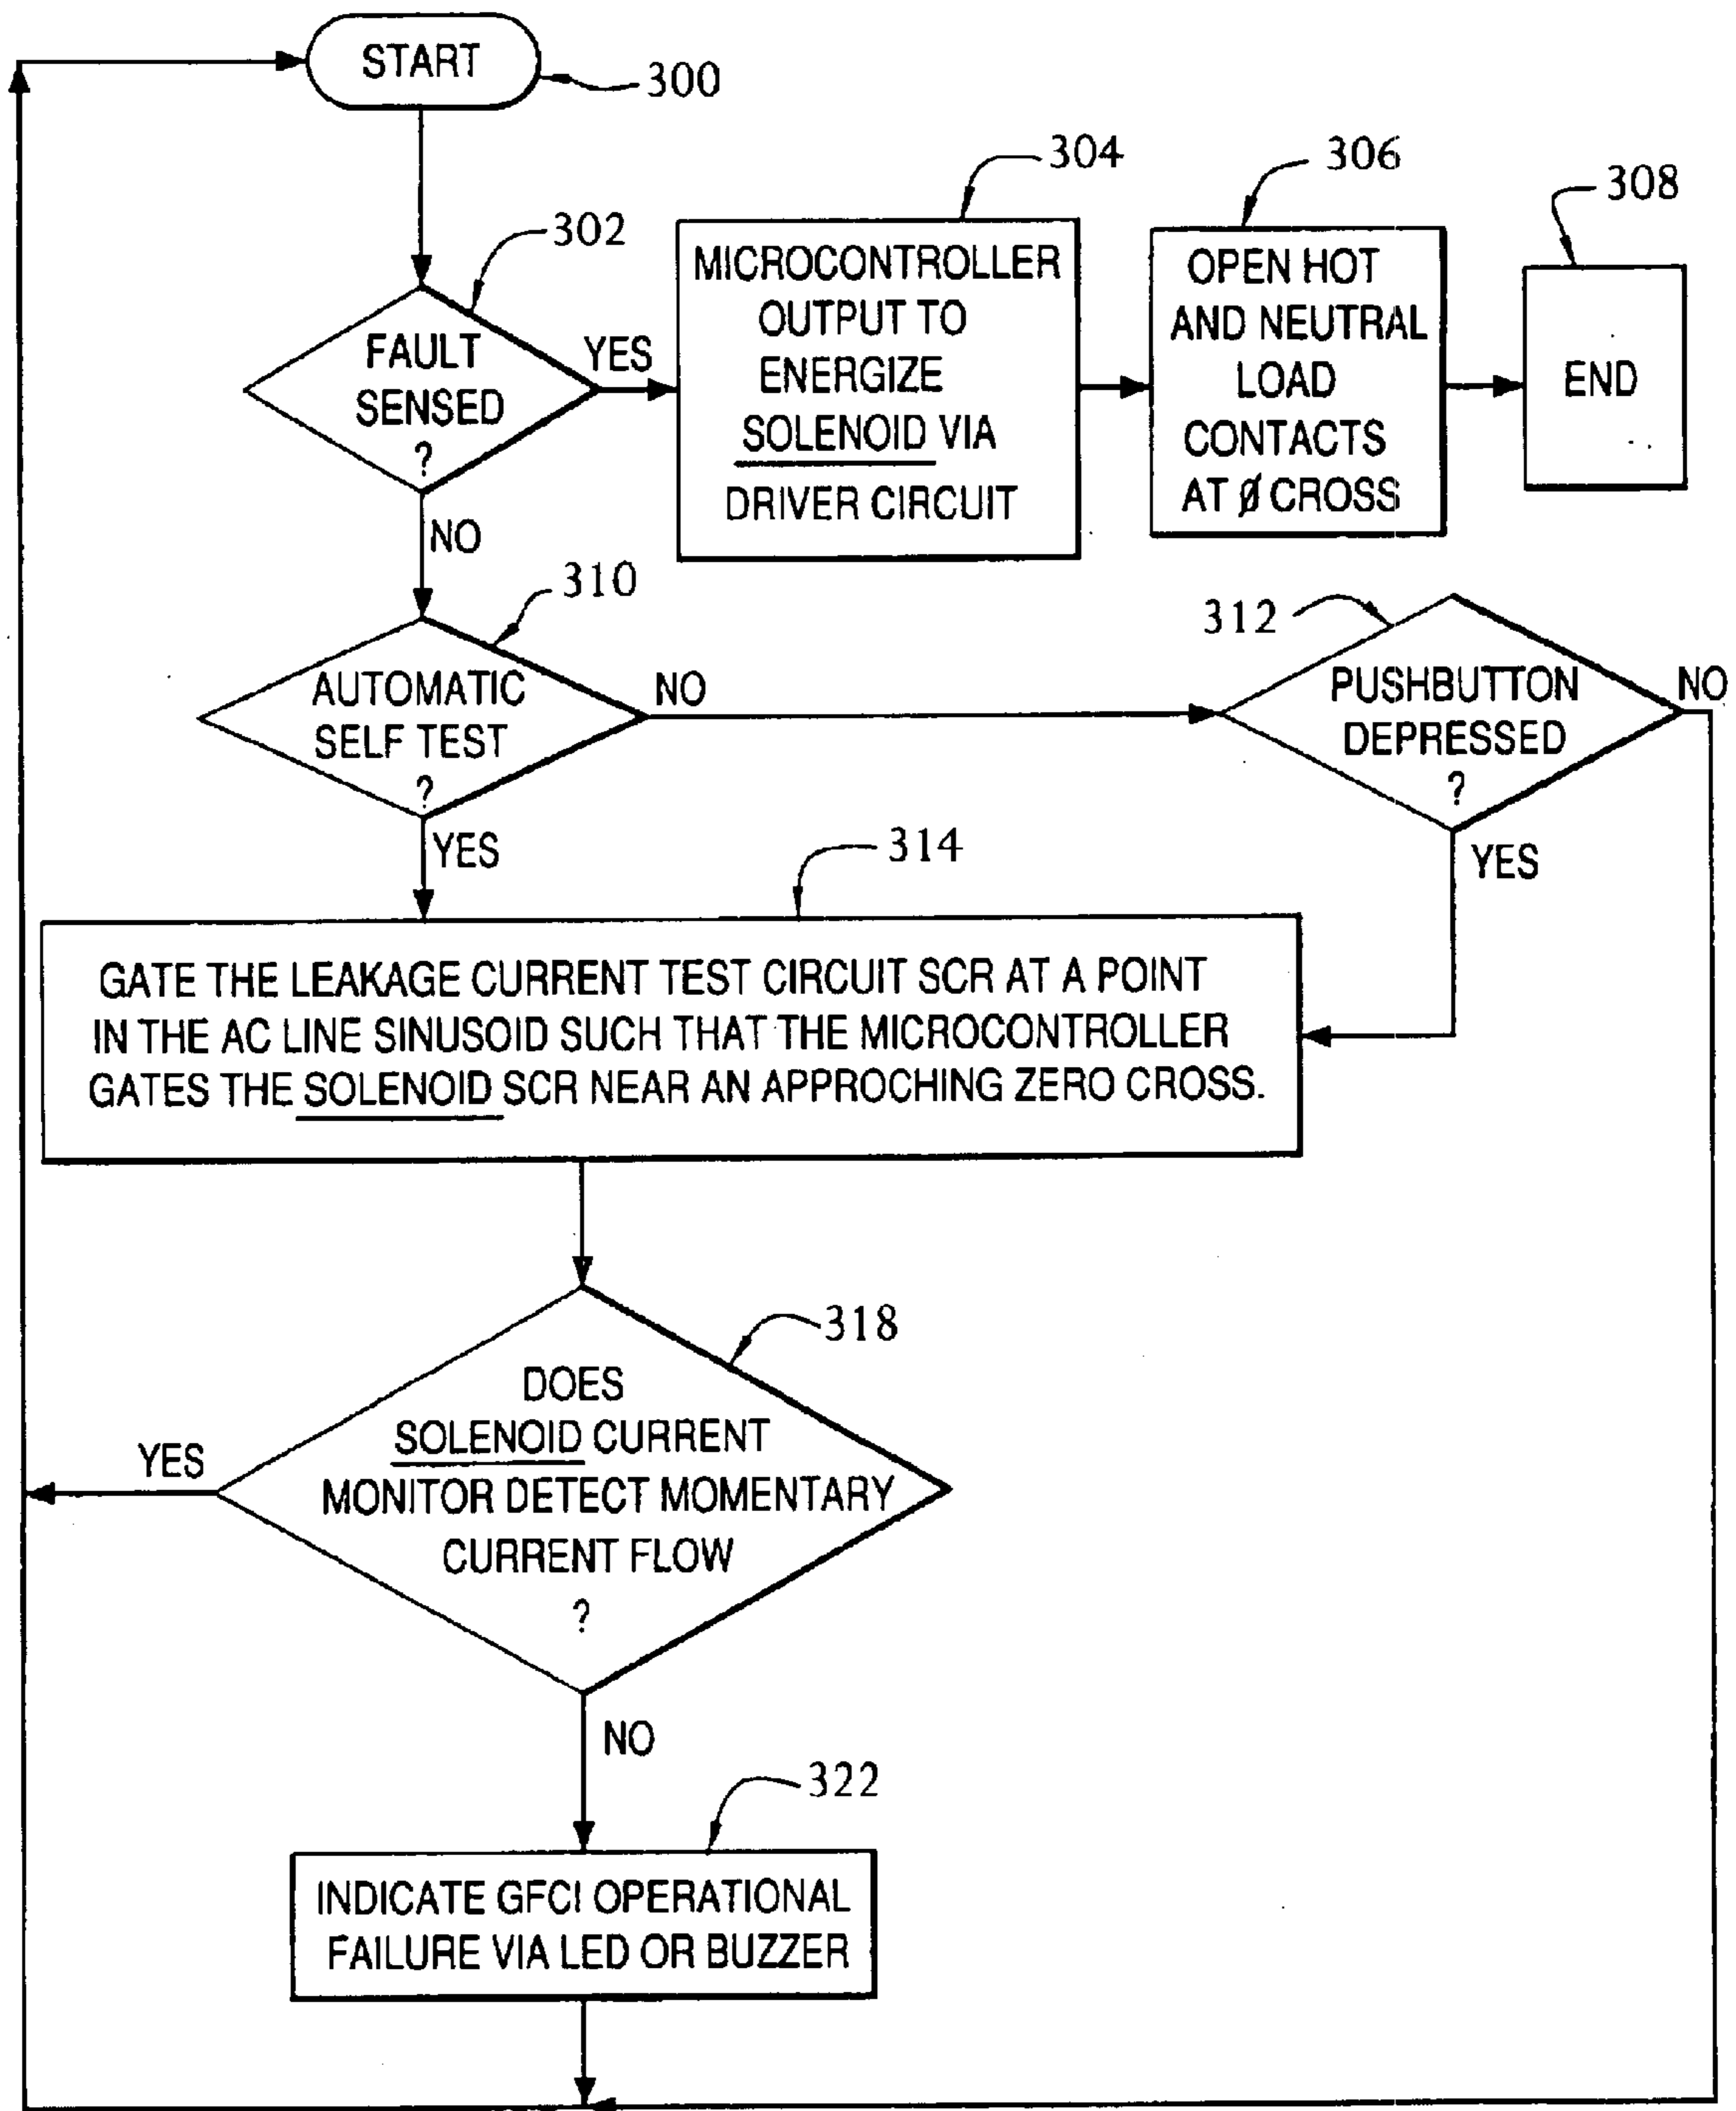 START
300
302
304
306
308
FAULT
SENSED
?
YES
NO
MICROCONTROLLER
OUTPUT TO
ENERGIZE
SOLENOID VIA
DRIVER CIRCUIT
OPEN HOT
AND NEUTRAL
LOAD
CONTACTS
AT Ø CROSS
END
310
AUTOMATIC
SELF TEST
?
NO
YES
312
PUSHBUTTON
DEPRESSED
?
NO
YES
314
GATE THE LEAKAGE CURRENT TEST CIRCUIT SCR AT A POINT
IN THE AC LINE SINUSOID SUCH THAT THE MICROCONTROLLER
GATES THE SOLENOID SCR NEAR AN APPROCHING ZERO CROSS.
318
DOES
SOLENOID CURRENT
MONITOR DETECT MOMENTARY
CURRENT FLOW
?
YES
NO
322
INDICATE GFCI OPERATIONAL
FAILURE VIA LED OR BUZZER